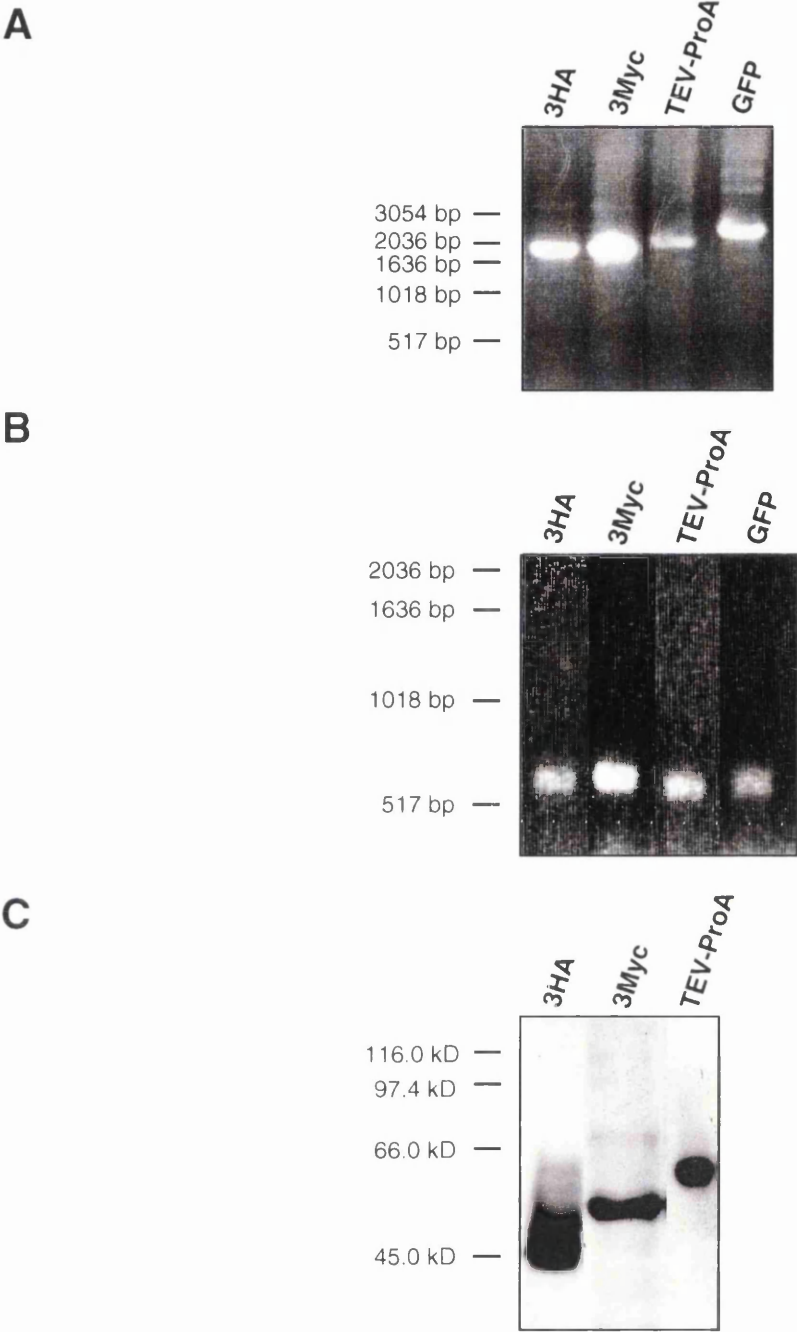 A
3HA
3Myc
TEV-ProA
GFP
3054 bp
2036 bp
1636 bp
1018 bp
517 bp
B
3HA
3Myc
TEV-ProA
GFP
2036 bp
1636 bp
1018 bp
517 bp
C
3HA
3Myc
TEV-ProA
116.0 kD
97.4 kD
66.0 kD
45.0 kD